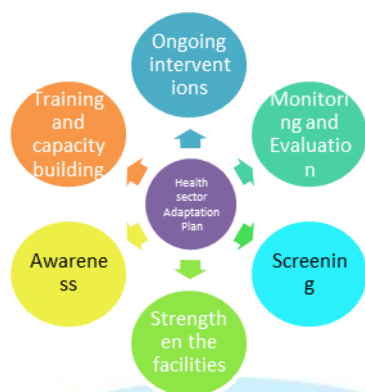 Ongoing
intervent
ions
Training
and
capacity
building
Monitori
ng and
Evaluatio
n
Health
sector
Adaptation
Plan
Awarene
ss
Screenin
g
Strength
en the
facilities